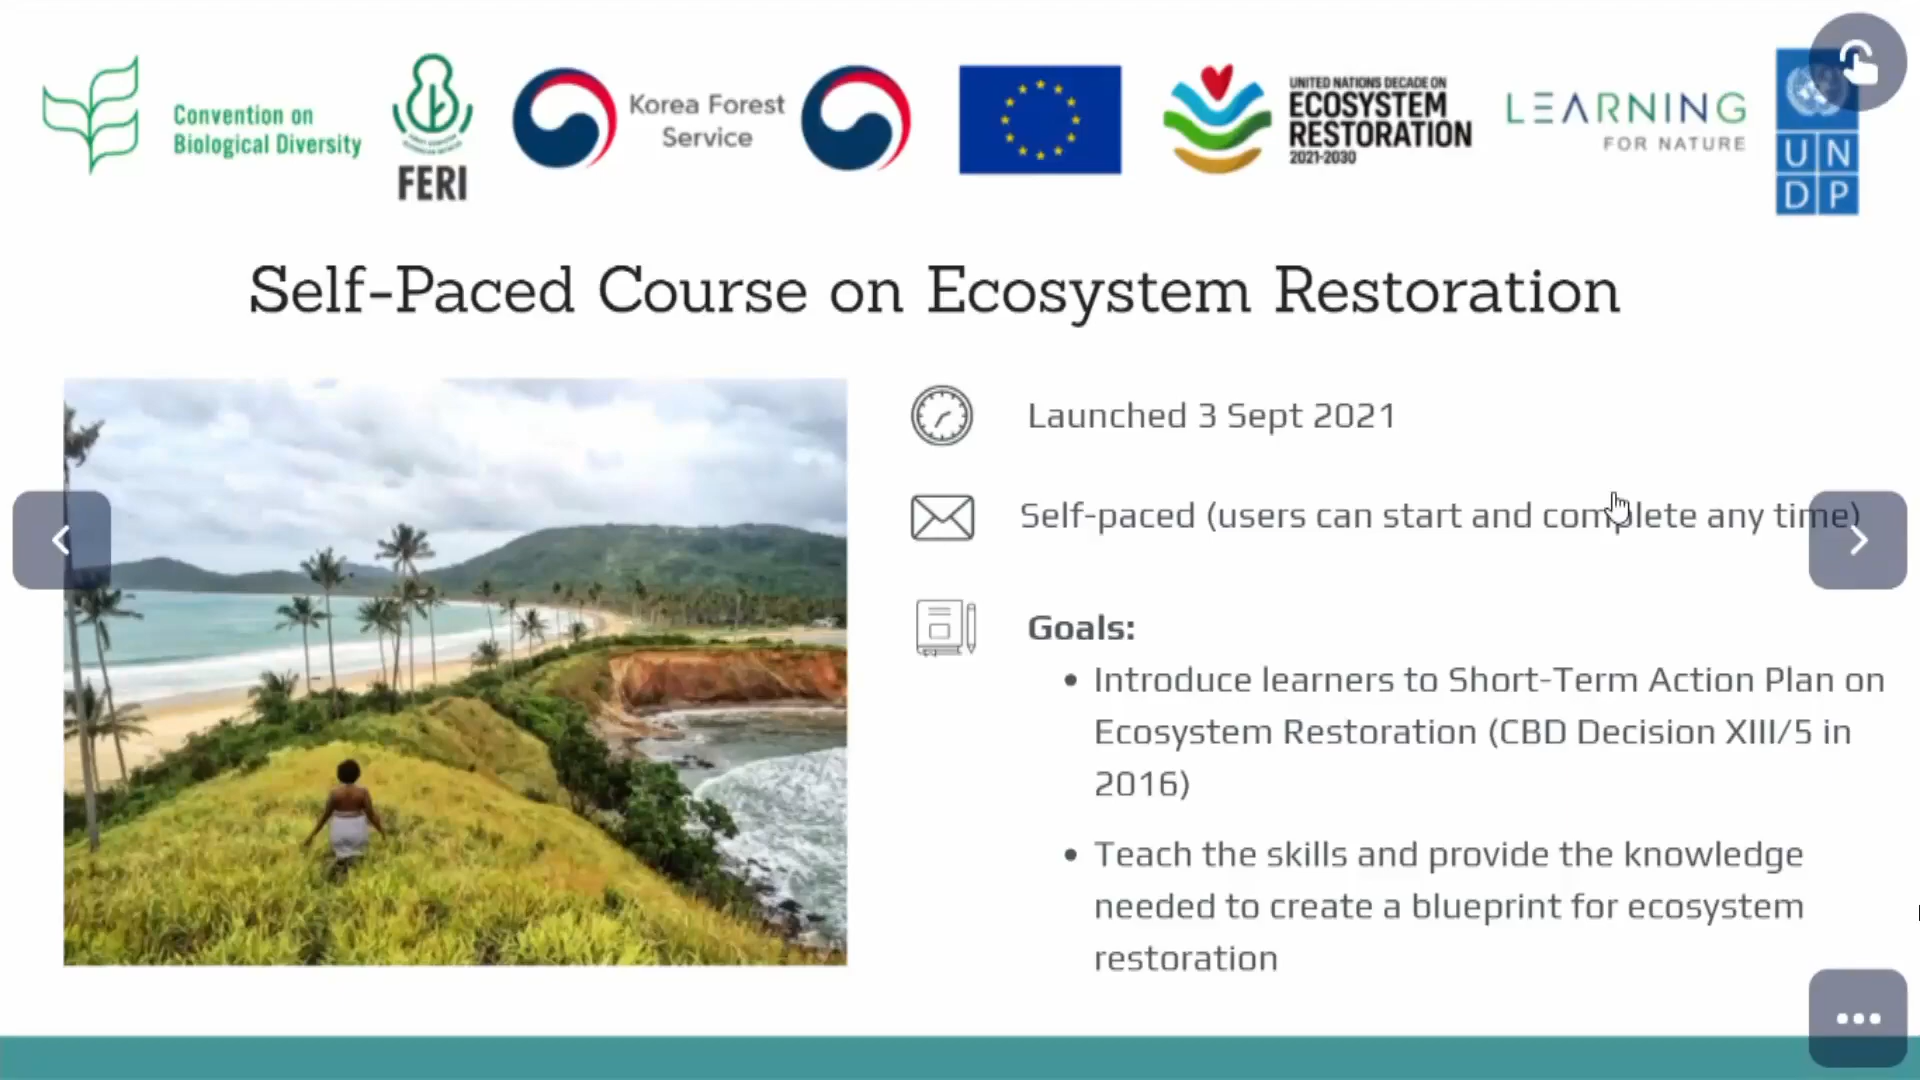 Convention on
Biological Diversity
FERI
Korea Forest
Service
UNITED NATIONS DECADE ON
ECOSYSTEM
RESTORATION
2021-2030
LEARNING
FOR NATURE
U N
D P
Self-Paced Course on Ecosystem Restoration
Launched 3 Sept 2021
Self-paced (users can start and complete any time)
Goals:
• Introduce learners to Short-Term Action Plan on
Ecosystem Restoration (CBD Decision XIII/5 in
2016)
• Teach the skills and provide the knowledge
needed to create a blueprint for ecosystem
restoration